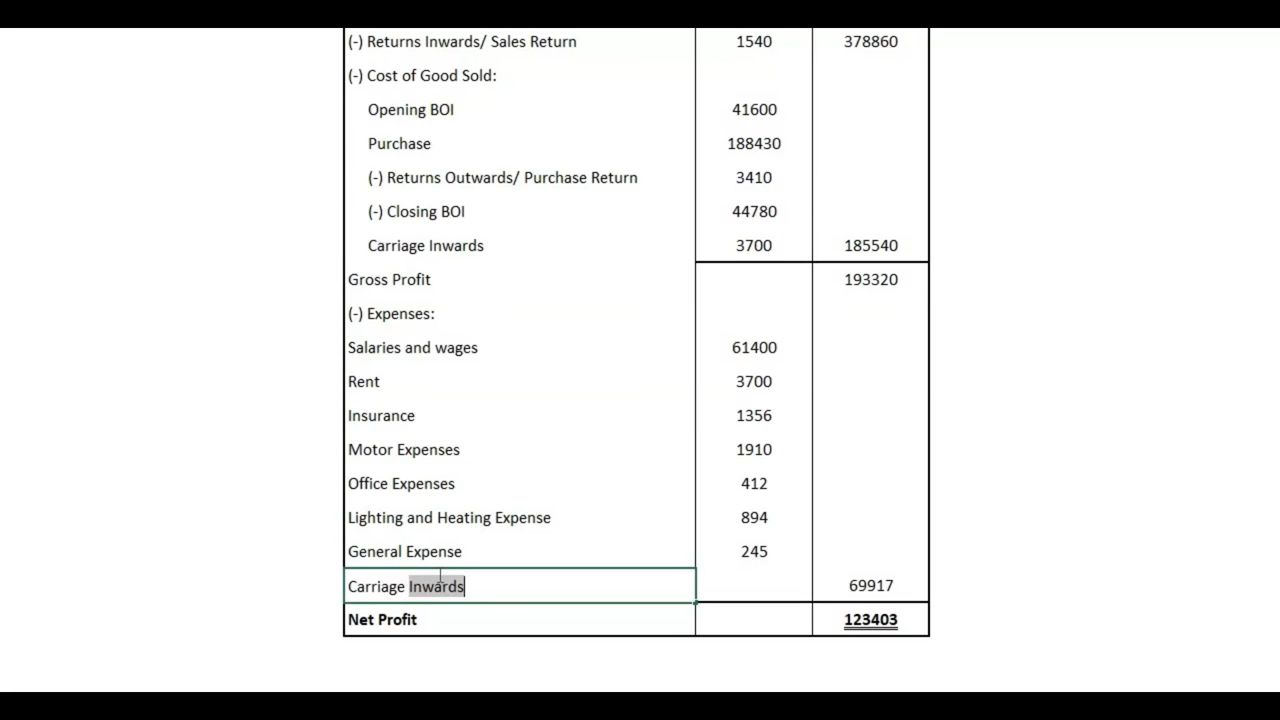 (-) Returns Inwards/ Sales Return 1540 378860
(-) Cost of Good Sold:
Opening BOI 41600
Purchase 188430
(-) Returns Outwards/ Purchase Return 3410
(-) Closing BOI 44780
Carriage Inwards 3700 185540
Gross Profit 193320
(-) Expenses:
Salaries and wages 61400
Rent 3700
Insurance 1356
Motor Expenses 1910
Office Expenses 412
Lighting and Heating Expense 894
General Expense 245
Carriage Inwards 69917
Net Profit 123403